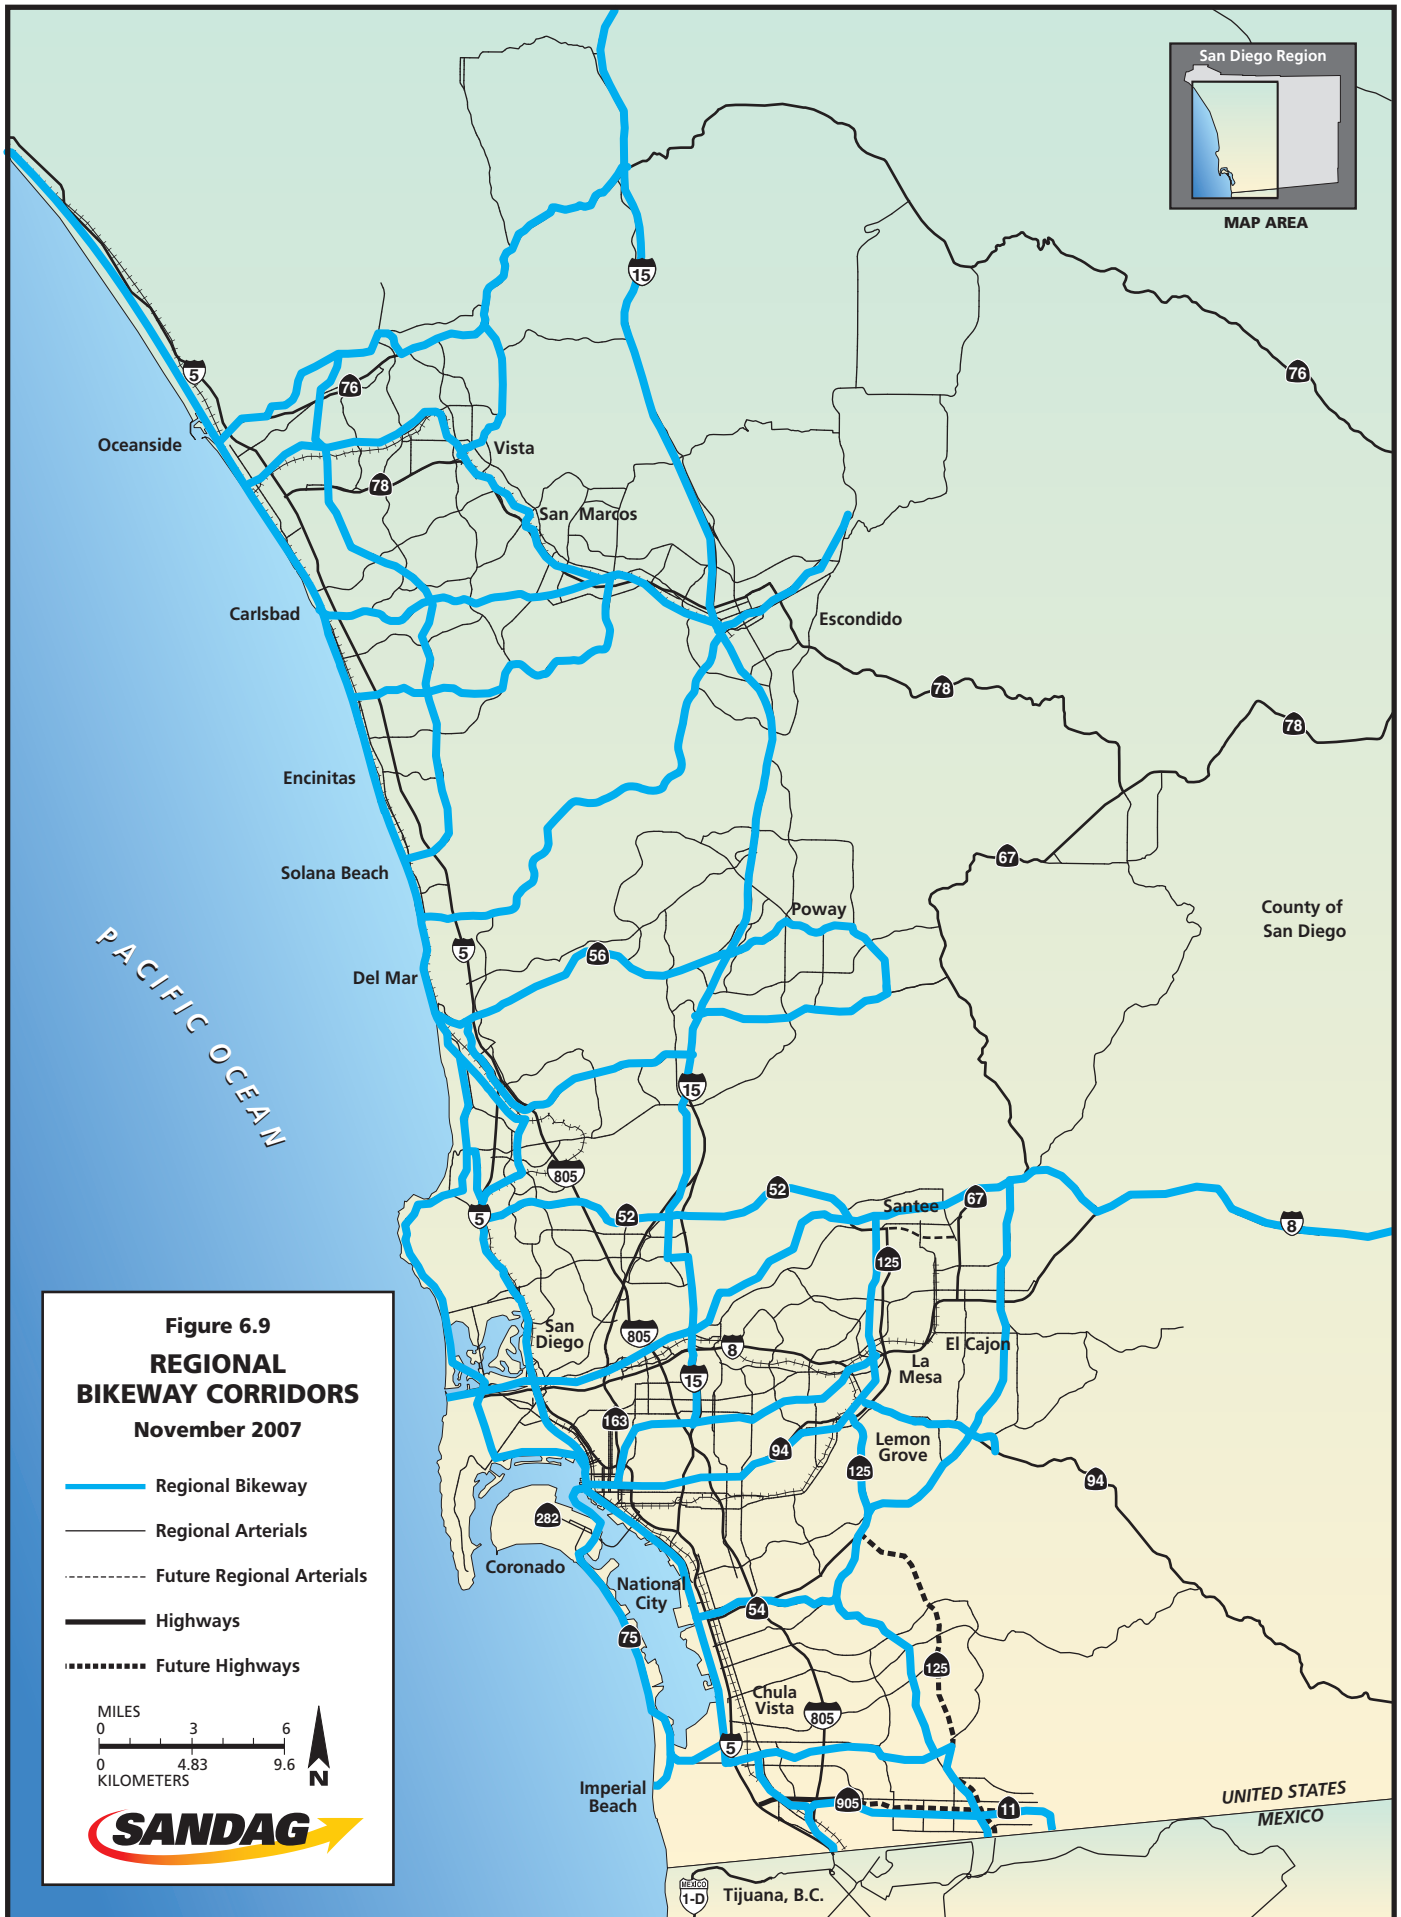 San Diego Region
MAP AREA
15
5
76
76
Oceanside
Vista
78
San Marcos
Carlsbad
Escondido
78
78
Encinitas
Solana Beach
67
Poway
County of
San Diego
5
56
Del Mar
PACIFIC OCEAN
15
805
52
Santee
67
52
5
8
125
San
Diego
805
8
El Cajon
La
Mesa
15
163
94
Lemon
Grove
125
94
282
Coronado
National
City
54
75
125
Chula
Vista
805
5
Imperial
Beach
905
11
UNITED STATES
MEXICO
MEXICO
1-D
Tijuana, B.C.
Figure 6.9
REGIONAL
BIKEWAY CORRIDORS
November 2007
Regional Bikeway
Regional Arterials
Future Regional Arterials
Highways
Future Highways
MILES
0 3 6
0 4.83 9.6
KILOMETERS
N
SANDAG